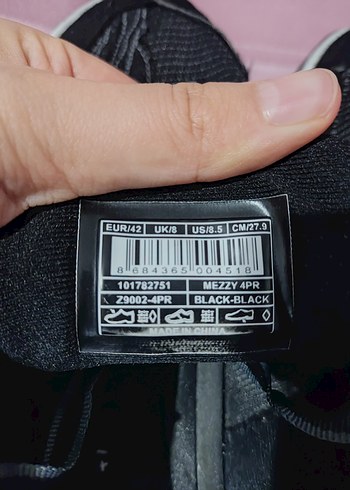 EUR/42 UK/8 US/8.5 CM/27.9
8 684365 004518
101782751 MEZZY 4PR
Z9002-4PR BLACK-BLACK
MADE IN CHINA